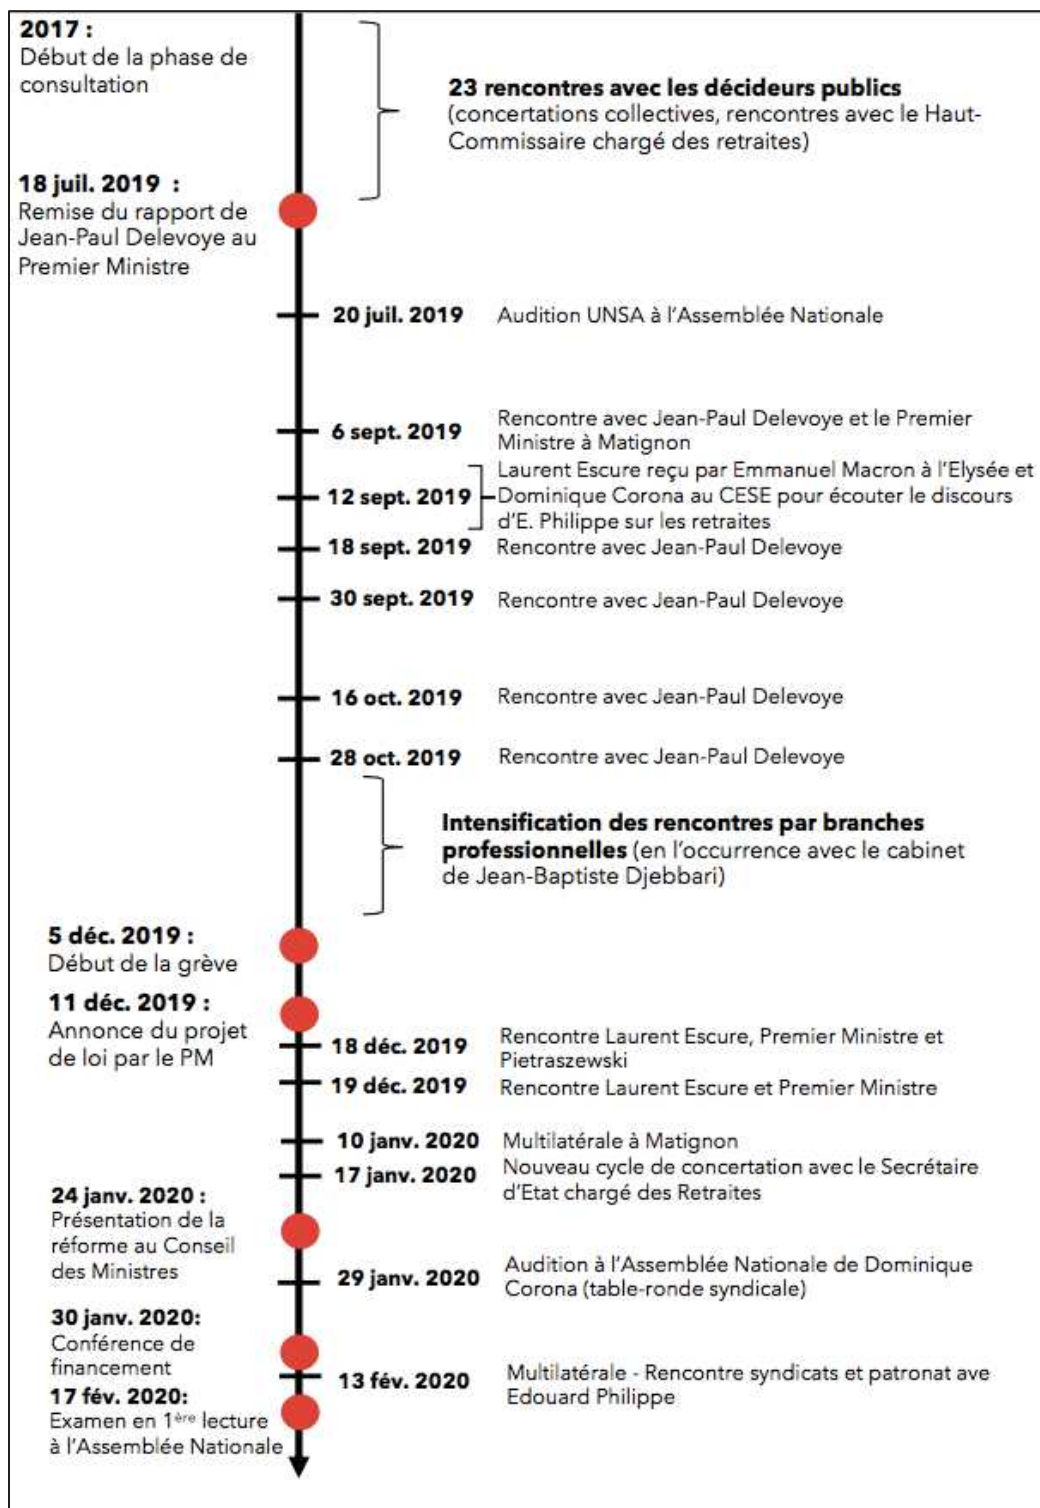 2017 :
Début de la phase de
consultation
23 rencontres avec les décideurs publics
(concertations collectives, rencontres avec le Haut-
Commissaire chargé des retraites)
18 juil. 2019 :
Remise du rapport de
Jean-Paul Delevoye au
Premier Ministre
20 juil. 2019 Audition UNSA à l'Assemblée Nationale
6 sept. 2019 Rencontre avec Jean-Paul Delevoye et le Premier
Ministre à Matignon
12 sept. 2019 Laurent Escure reçu par Emmanuel Macron à l'Elysée et
Dominique Corona au CESE pour écouter le discours
d'E. Philippe sur les retraites
18 sept. 2019 Rencontre avec Jean-Paul Delevoye
30 sept. 2019 Rencontre avec Jean-Paul Delevoye
16 oct. 2019 Rencontre avec Jean-Paul Delevoye
28 oct. 2019 Rencontre avec Jean-Paul Delevoye
Intensification des rencontres par branches
professionnelles (en l'occurrence avec le cabinet
de Jean-Baptiste Djebbari)
5 déc. 2019 :
Début de la grève
11 déc. 2019 :
Annonce du projet
de loi par le PM
18 déc. 2019 Rencontre Laurent Escure, Premier Ministre et
Pietraszewski
19 déc. 2019 Rencontre Laurent Escure et Premier Ministre
10 janv. 2020 Multilatérale à Matignon
17 janv. 2020 Nouveau cycle de concertation avec le Secrétaire
d'Etat chargé des Retraites
24 janv. 2020 :
Présentation de la
réforme au Conseil
des Ministres
29 janv. 2020 Audition à l'Assemblée Nationale de Dominique
Corona (table-ronde syndicale)
30 janv. 2020:
Conférence de
financement
13 fév. 2020 Multilatérale - Rencontre syndicats et patronat ave
Edouard Philippe
17 fév. 2020:
Examen en 1ère lecture
à l'Assemblée Nationale